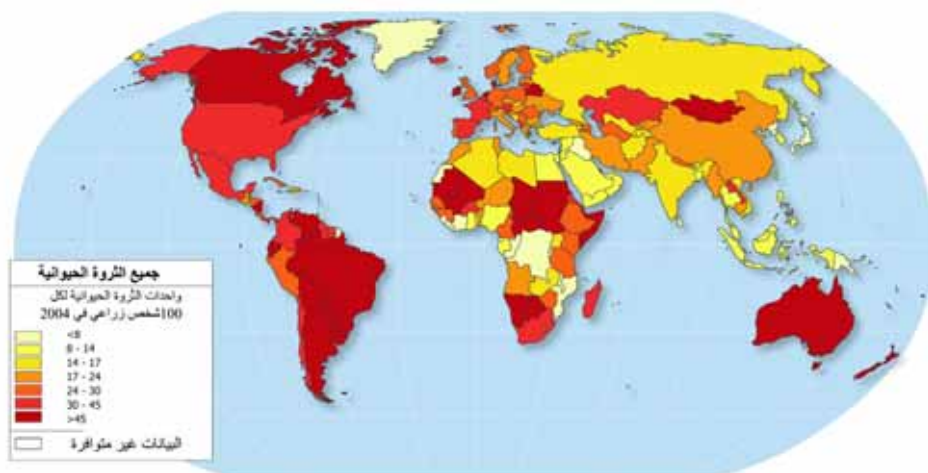 جميع الثروة الحيوانية
واحدات الثروة الحيوانية لكل
100شخص زراعي في 2004
<8
8 - 14
14 - 17
17 - 24
24 - 30
30 - 45
>45
البيانات غير متوافرة